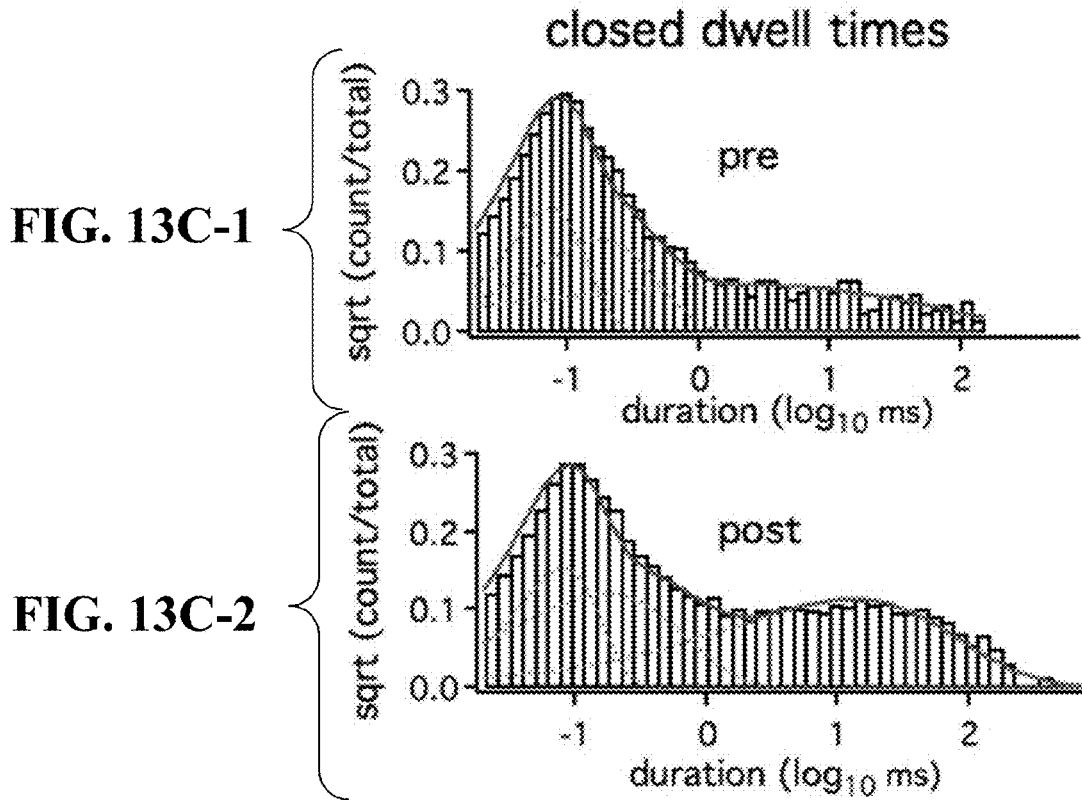 closed dwell times
FIG. 13C-1
sqrt (count/total)
0.3
0.2
0.1
0.0
pre
-1 0 1 2
duration (log10 ms)
FIG. 13C-2
sqrt (count/total)
0.3
0.2
0.1
0.0
post
-1 0 1 2
duration (log10 ms)